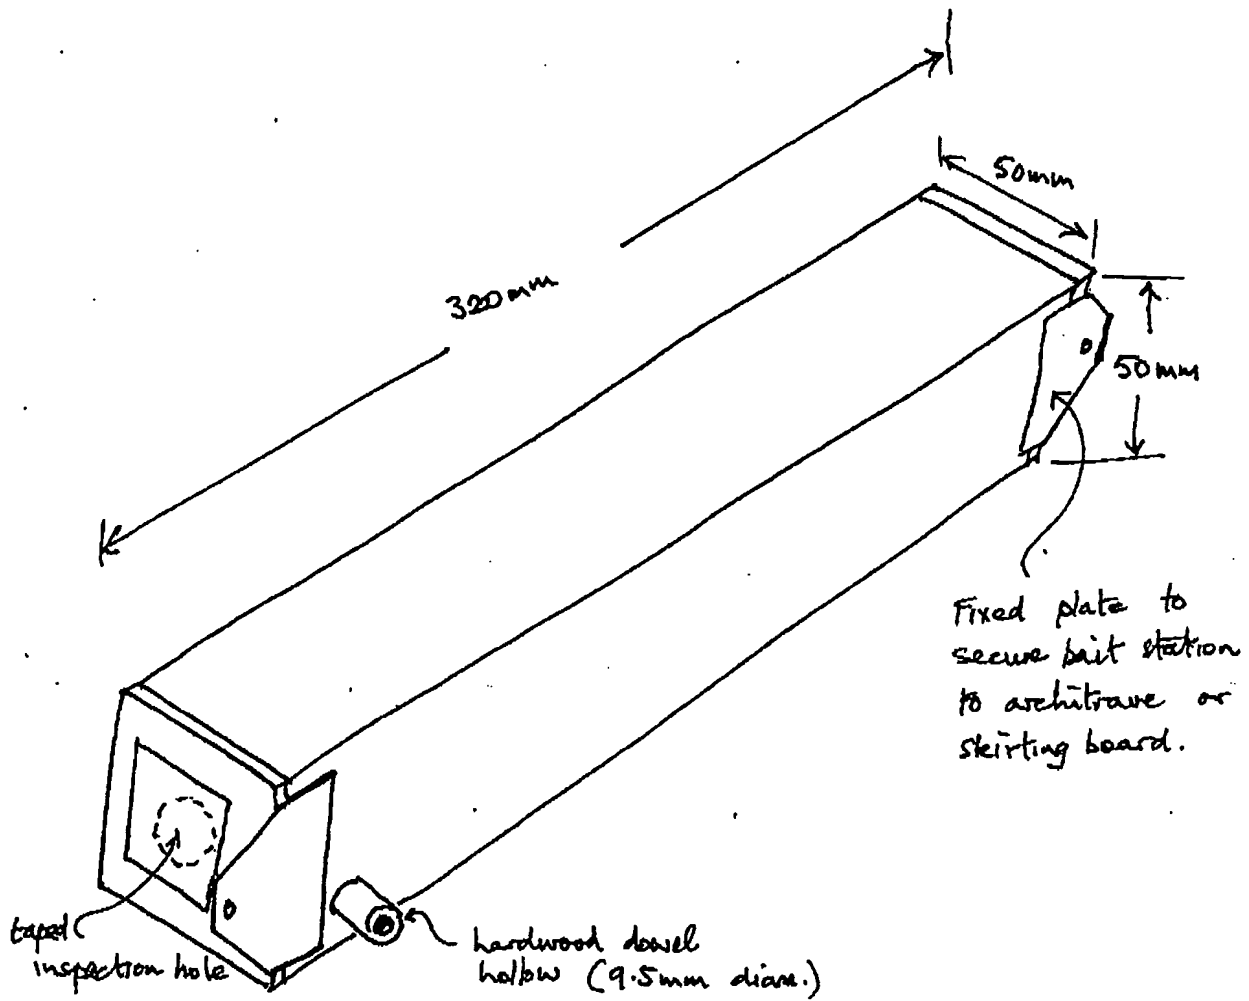 50mm
320mm
50mm
Fixed plate to
secure bait station
to architrave or
skirting board.
taped
inspection hole
hardwood dowel
hollow (9.5mm diam.)